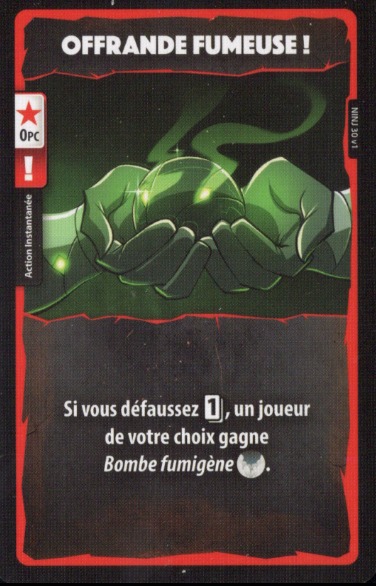 OFFRANDE FUMEUSE !
0PC
!
Action Instantanée
NINJ 30 V1
Si vous défaussez 1, un joueur
de votre choix gagne
Bombe fumigène.